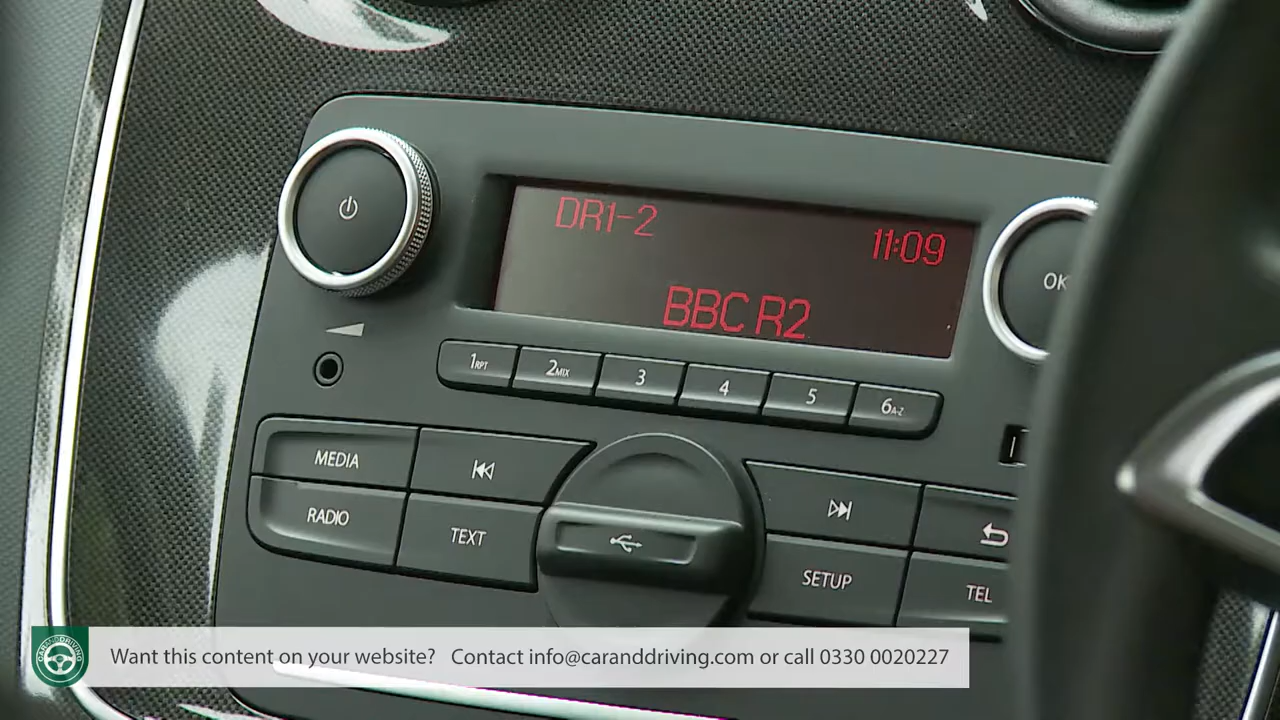 DR1-2
11:09
BBC R2
1RPT 2MIX 3 4 5 6A-Z
OK
MEDIA
RADIO
TEXT
SETUP
TEL
CARANDDRIVING
Want this content on your website? Contact info@caranddriving.com or call 0330 0020227